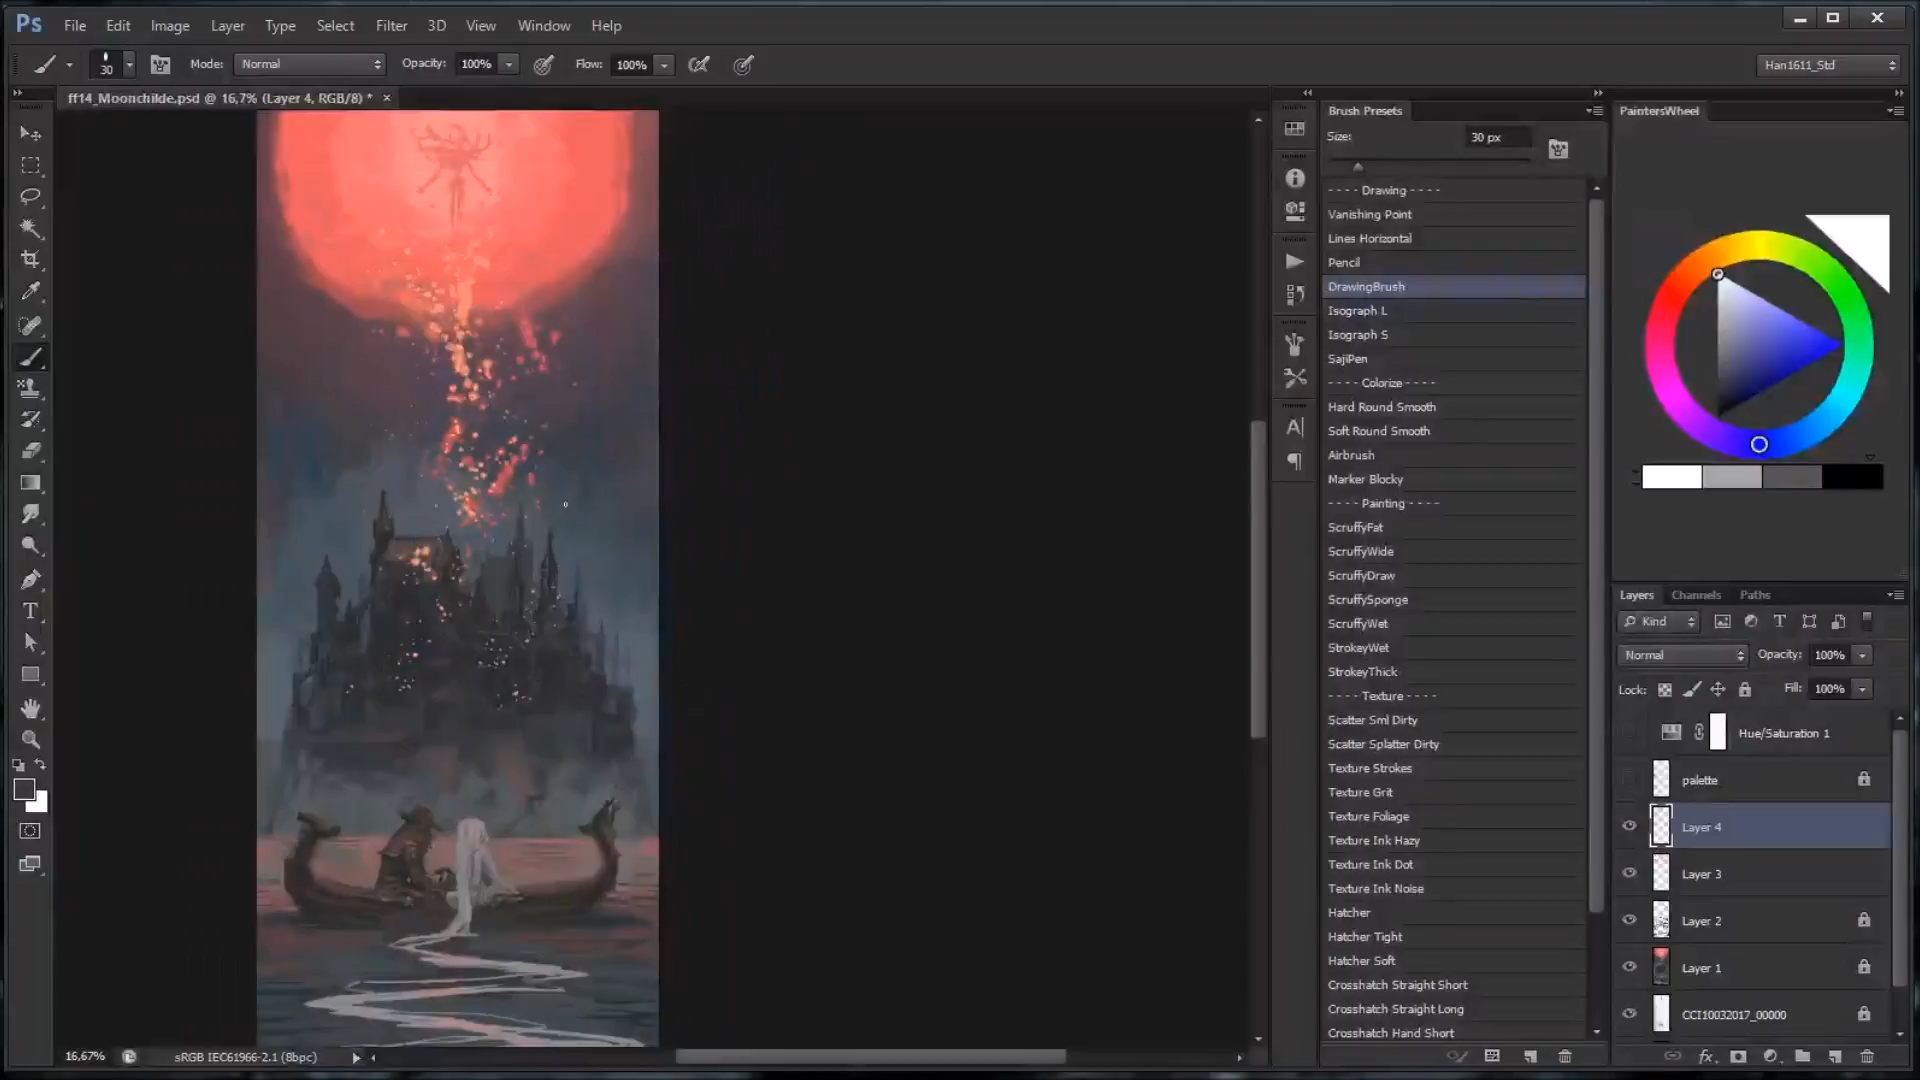 Ps File Edit Image Layer Type Select Filter 3D View Window Help
30 Mode: Normal Opacity: 100% Flow: 100% Han1611_Std
ff14_Moonchilde.psd @ 16,7% (Layer 4, RGB/8) * ×
Brush Presets
Size: 30 px
- - - - Drawing - - - -
Vanishing Point
Lines Horizontal
Pencil
DrawingBrush
Isograph L
Isograph S
SajiPen
- - - - Colorize - - - -
Hard Round Smooth
Soft Round Smooth
Airbrush
Marker Blocky
- - - - Painting - - - -
ScruffyFat
ScruffyWide
ScruffyDraw
ScruffySponge
ScruffyWet
StrokeyWet
StrokeyThick
- - - - Texture - - - -
Scatter Sml Dirty
Scatter Splatter Dirty
Texture Strokes
Texture Grit
Texture Foliage
Texture Ink Hazy
Texture Ink Dot
Texture Ink Noise
Hatcher
Hatcher Tight
Hatcher Soft
Crosshatch Straight Short
Crosshatch Straight Long
Crosshatch Hand Short
PaintersWheel
Layers Channels Paths
Kind
Normal Opacity: 100%
Lock: Fill: 100%
Hue/Saturation 1
palette
Layer 4
Layer 3
Layer 2
Layer 1
CCI10032017_00000
16,67% sRGB IEC61966-2.1 (8bpc)